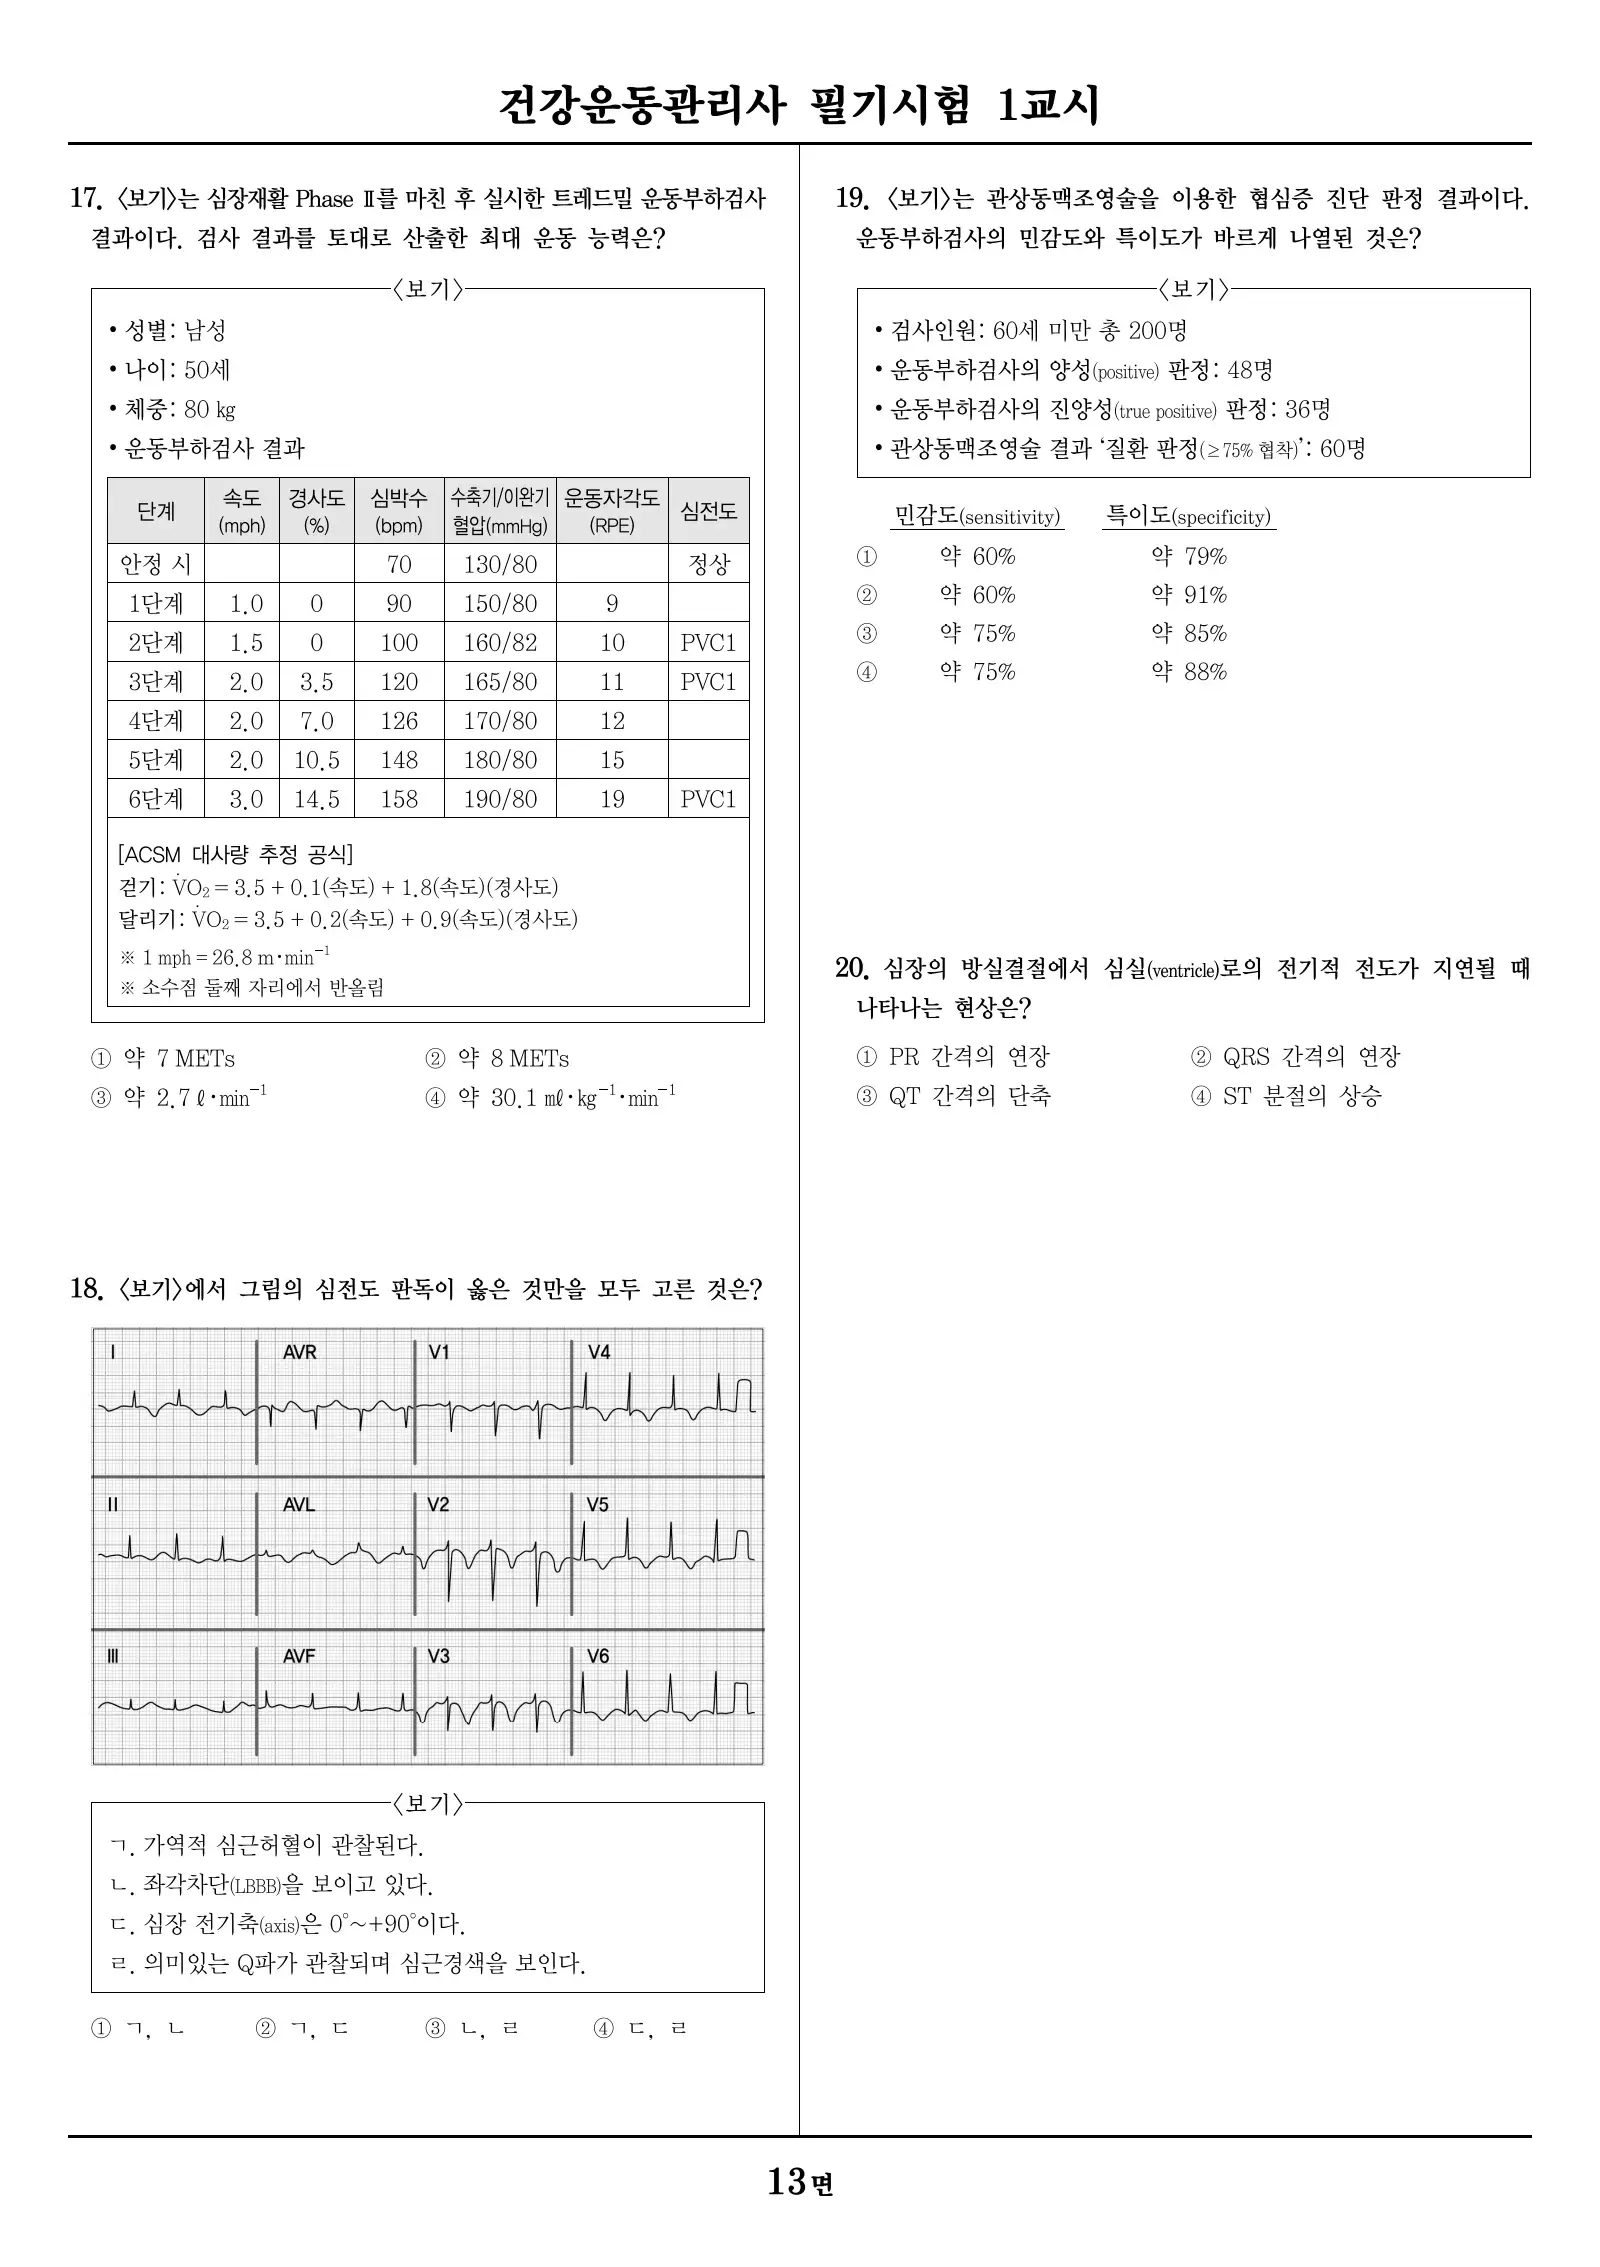 건강운동관리사 필기시험 1교시
17. 〈보기〉는 심장재활 Phase Ⅱ를 마친 후 실시한 트레드밀 운동부하검사
결과이다. 검사 결과를 토대로 산출한 최대 운동 능력은?
〈보기〉
• 성별: 남성
• 나이: 50세
• 체중: 80 ㎏
• 운동부하검사 결과
단계 속도(mph) 경사도(%) 심박수(bpm) 수축기/이완기 혈압(mmHg) 운동자각도(RPE) 심전도
안정 시 70 130/80 정상
1단계 1.0 0 90 150/80 9
2단계 1.5 0 100 160/82 10 PVC1
3단계 2.0 3.5 120 165/80 11 PVC1
4단계 2.0 7.0 126 170/80 12
5단계 2.0 10.5 148 180/80 15
6단계 3.0 14.5 158 190/80 19 PVC1
[ACSM 대사량 추정 공식]
걷기: V̇O₂ = 3.5 + 0.1(속도) + 1.8(속도)(경사도)
달리기: V̇O₂ = 3.5 + 0.2(속도) + 0.9(속도)(경사도)
※ 1 mph = 26.8 m·min⁻¹
※ 소수점 둘째 자리에서 반올림
① 약 7 METs ② 약 8 METs
③ 약 2.7 ℓ·min⁻¹ ④ 약 30.1 ㎖·㎏⁻¹·min⁻¹
18. 〈보기〉에서 그림의 심전도 판독이 옳은 것만을 모두 고른 것은?
I AVR V1 V4
II AVL V2 V5
III AVF V3 V6
〈보기〉
ㄱ. 가역적 심근허혈이 관찰된다.
ㄴ. 좌각차단(LBBB)을 보이고 있다.
ㄷ. 심장 전기축(axis)은 0°~+90°이다.
ㄹ. 의미있는 Q파가 관찰되며 심근경색을 보인다.
① ㄱ, ㄴ ② ㄱ, ㄷ ③ ㄴ, ㄹ ④ ㄷ, ㄹ
19. 〈보기〉는 관상동맥조영술을 이용한 협심증 진단 판정 결과이다.
운동부하검사의 민감도와 특이도가 바르게 나열된 것은?
〈보기〉
• 검사인원: 60세 미만 총 200명
• 운동부하검사의 양성(positive) 판정: 48명
• 운동부하검사의 진양성(true positive) 판정: 36명
• 관상동맥조영술 결과 ‘질환 판정(≥75% 협착)’: 60명
민감도(sensitivity) 특이도(specificity)
① 약 60% 약 79%
② 약 60% 약 91%
③ 약 75% 약 85%
④ 약 75% 약 88%
20. 심장의 방실결절에서 심실(ventricle)로의 전기적 전도가 지연될 때
나타나는 현상은?
① PR 간격의 연장 ② QRS 간격의 연장
③ QT 간격의 단축 ④ ST 분절의 상승
13면